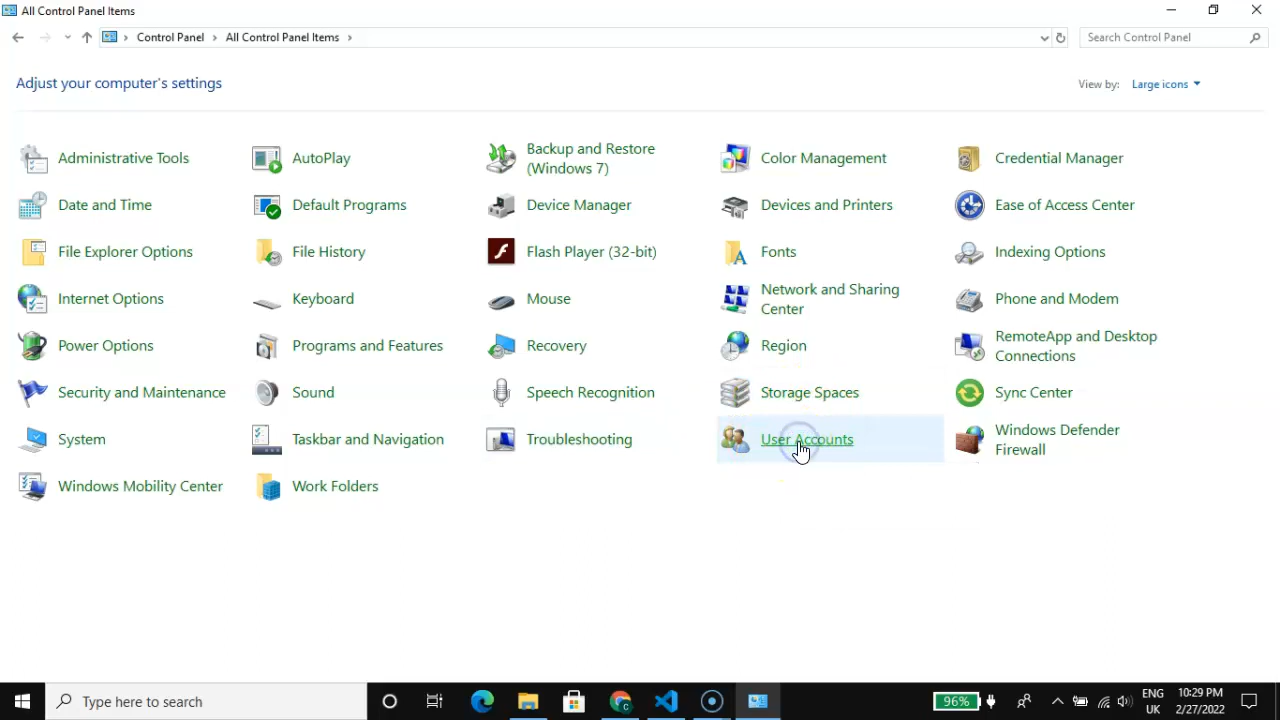 All Control Panel Items
Control Panel > All Control Panel Items >
Search Control Panel
Adjust your computer's settings
View by: Large icons
Administrative Tools
AutoPlay
Backup and Restore
(Windows 7)
Color Management
Credential Manager
Date and Time
Default Programs
Device Manager
Devices and Printers
Ease of Access Center
File Explorer Options
File History
Flash Player (32-bit)
Fonts
Indexing Options
Internet Options
Keyboard
Mouse
Network and Sharing
Center
Phone and Modem
Power Options
Programs and Features
Recovery
Region
RemoteApp and Desktop
Connections
Security and Maintenance
Sound
Speech Recognition
Storage Spaces
Sync Center
System
Taskbar and Navigation
Troubleshooting
User Accounts
Windows Defender
Firewall
Windows Mobility Center
Work Folders
Type here to search
96%
ENG
UK
10:29 PM
2/27/2022